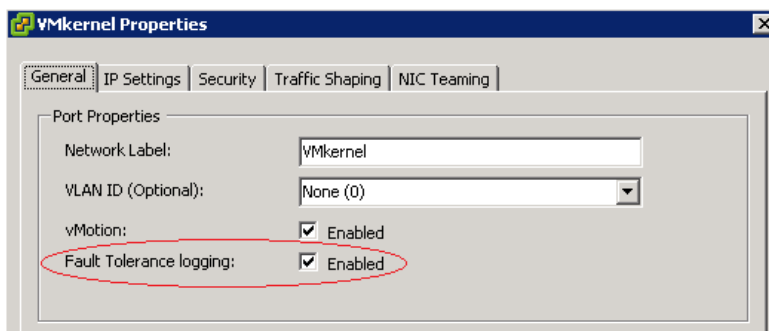 VMkernel Properties
General IP Settings Security Traffic Shaping NIC Teaming
Port Properties
Network Label: VMkernel
VLAN ID (Optional): None (0)
vMotion: Enabled
Fault Tolerance logging: Enabled